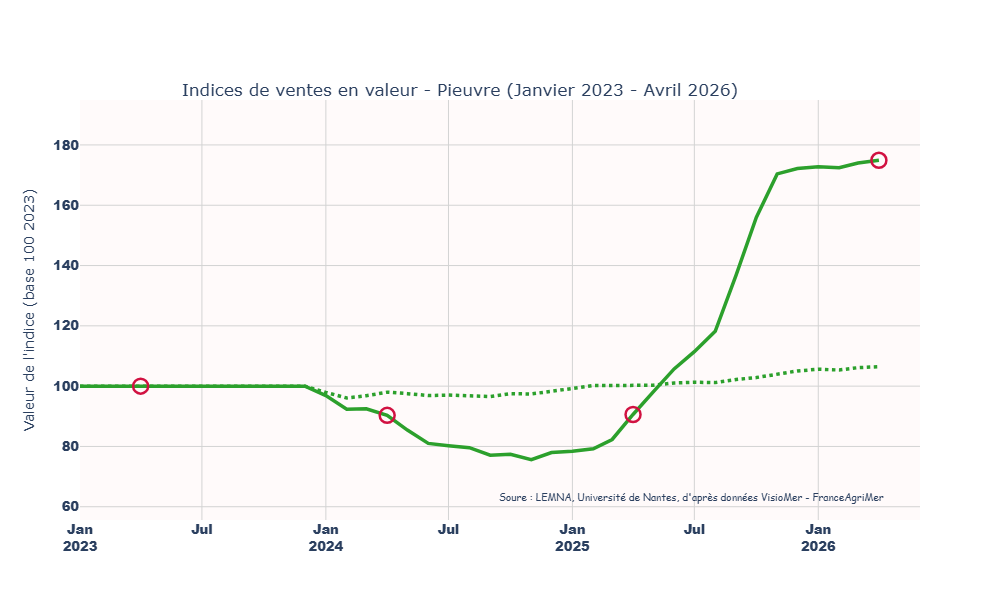 Indices de ventes en valeur - Pieuvre (Janvier 2023 - Avril 2026)
Valeur de l'indice (base 100 2023)
180
160
140
120
100
80
60
Soure : LEMNA, Université de Nantes, d'après données VisioMer - FranceAgriMer
Jan Jul Jan Jul Jan Jul Jan
2023 2024 2025 2026